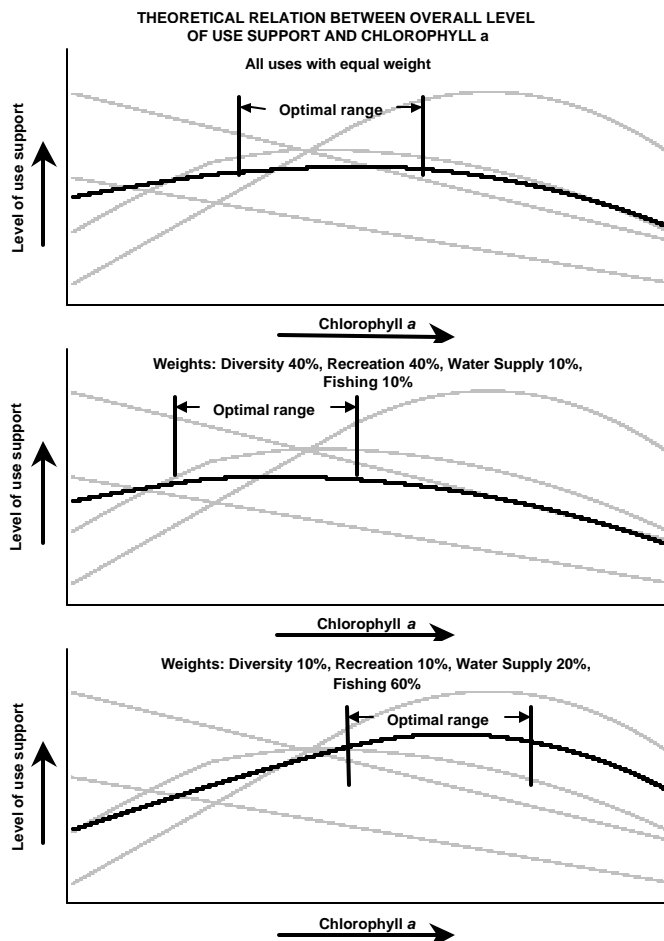 THEORETICAL RELATION BETWEEN OVERALL LEVEL
OF USE SUPPORT AND CHLOROPHYLL a
All uses with equal weight
Optimal range
Level of use support
Chlorophyll a
Weights: Diversity 40%, Recreation 40%, Water Supply 10%,
Fishing 10%
Optimal range
Level of use support
Chlorophyll a
Weights: Diversity 10%, Recreation 10%, Water Supply 20%,
Fishing 60%
Optimal range
Level of use support
Chlorophyll a